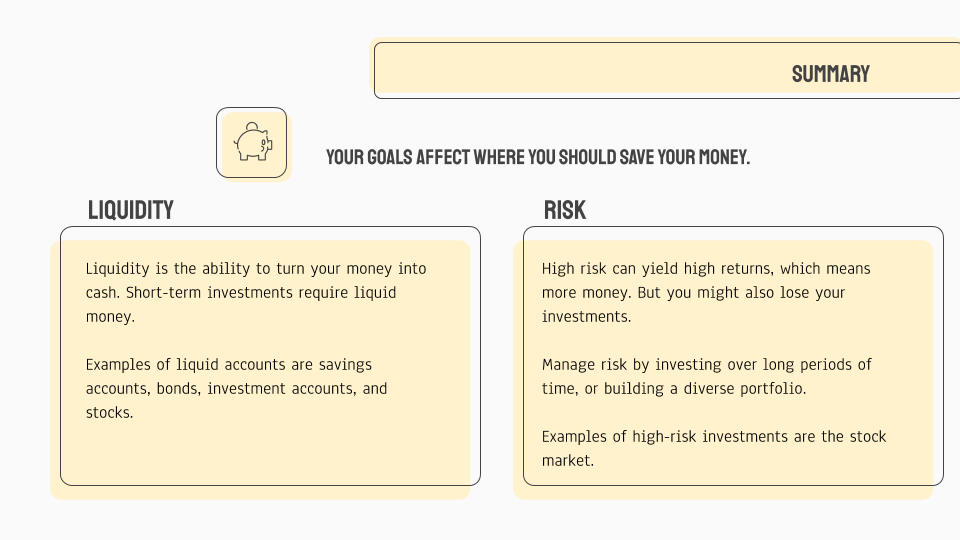 SUMMARY
YOUR GOALS AFFECT WHERE YOU SHOULD SAVE YOUR MONEY.
LIQUIDITY
Liquidity is the ability to turn your money into
cash. Short-term investments require liquid
money.
Examples of liquid accounts are savings
accounts, bonds, investment accounts, and
stocks.
RISK
High risk can yield high returns, which means
more money. But you might also lose your
investments.
Manage risk by investing over long periods of
time, or building a diverse portfolio.
Examples of high-risk investments are the stock
market.